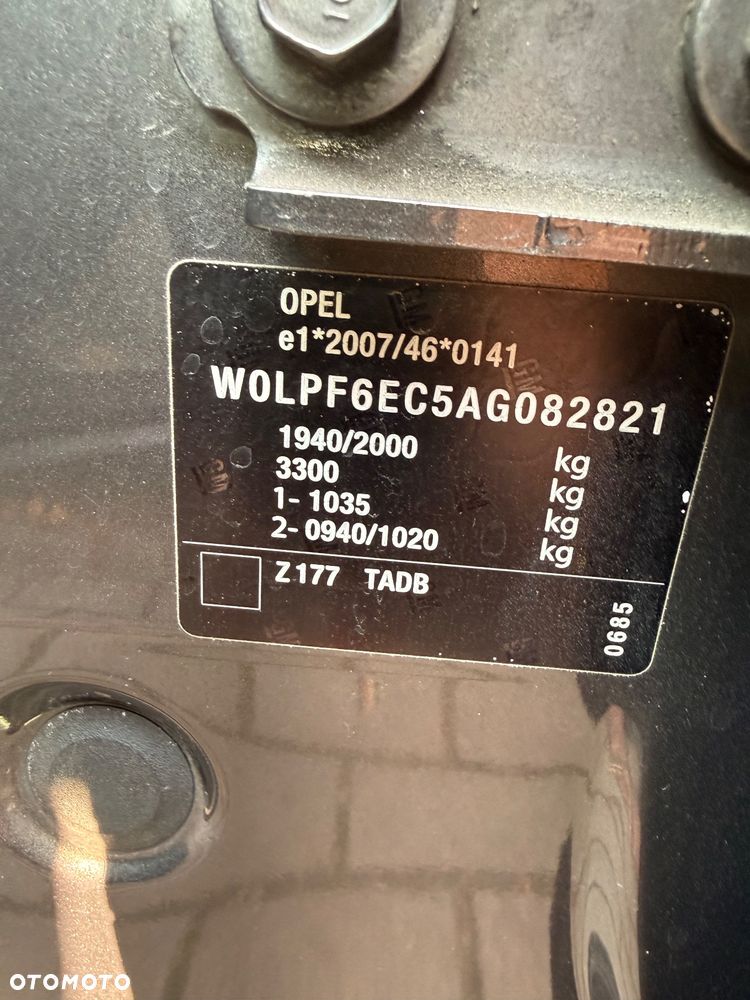 OPEL
e1*2007/46*0141
W0LPF6EC5AG082821
1940/2000 kg
3300 kg
1- 1035 kg
2- 0940/1020 kg
Z177 TADB
0685
OTOMOTO